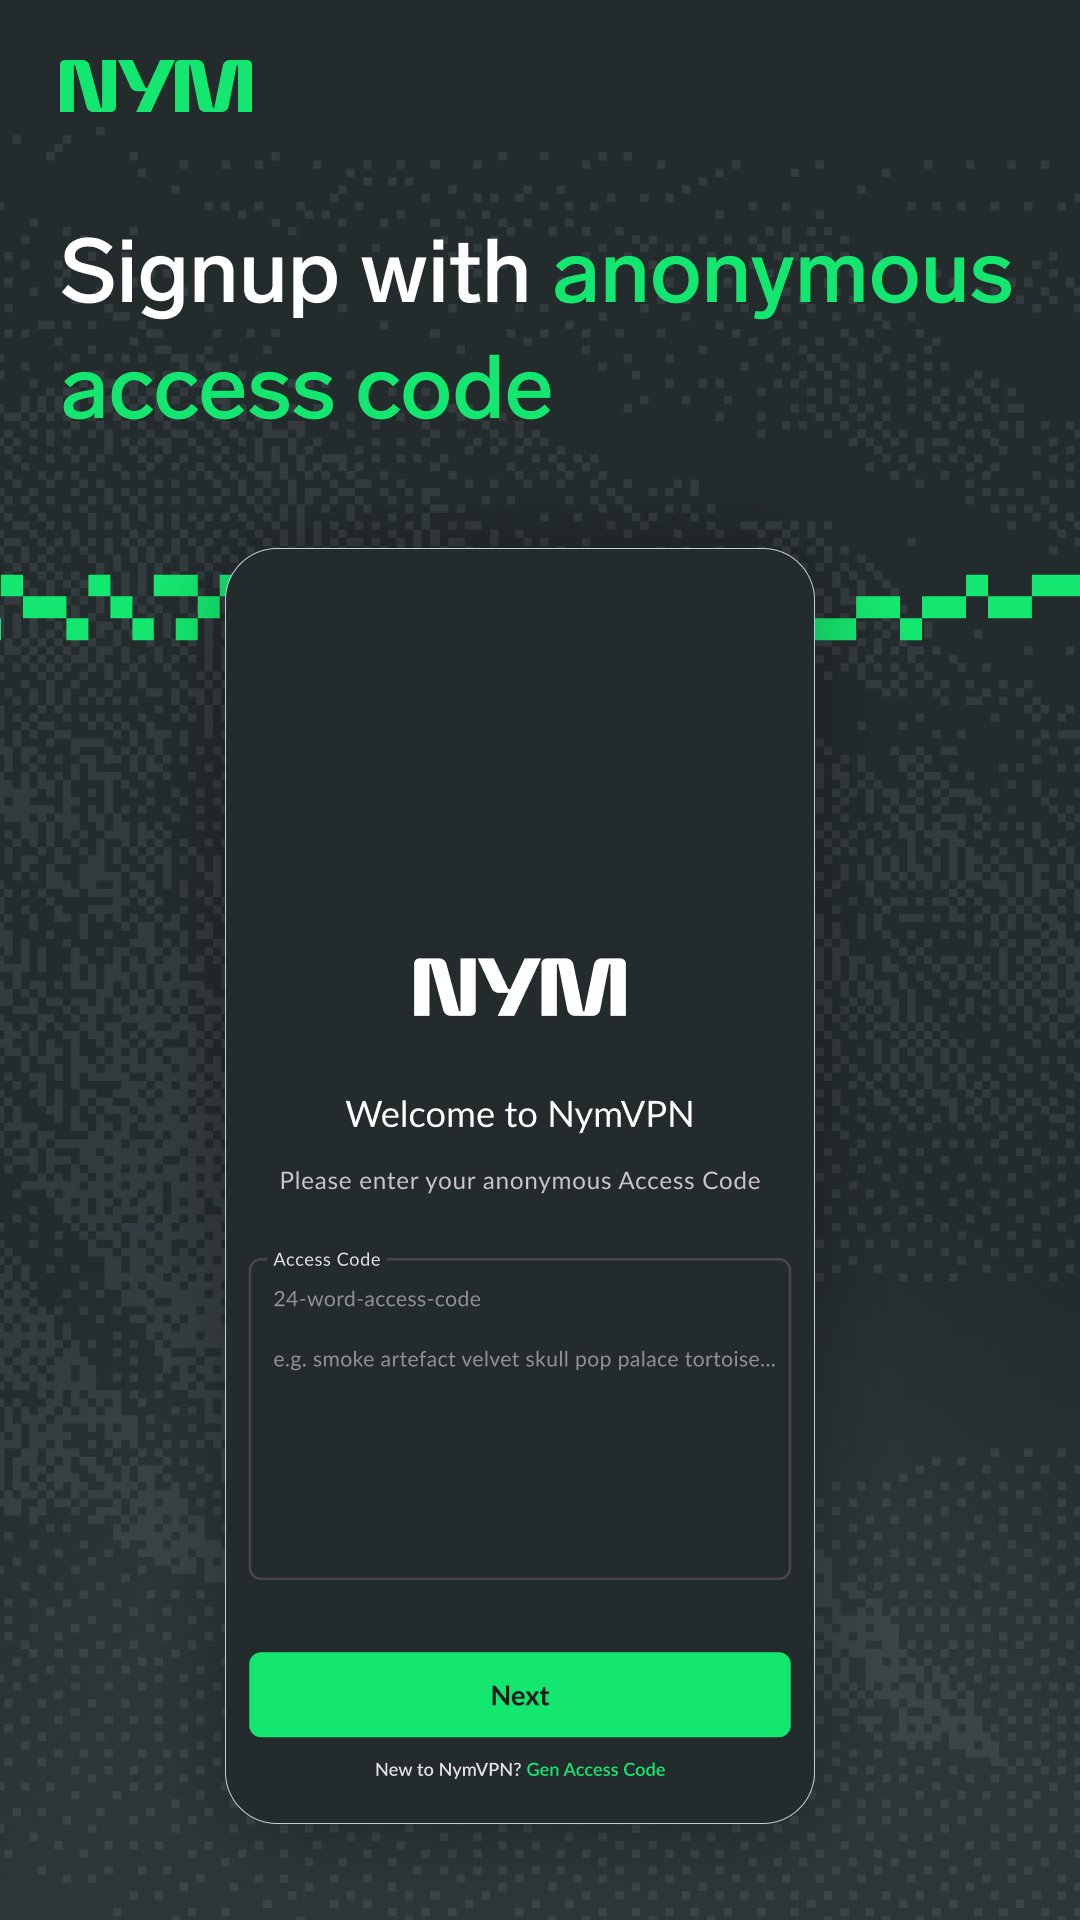 NYM
Signup with anonymous
access code
NYM
Welcome to NymVPN
Please enter your anonymous Access Code
Access Code
24-word-access-code
e.g. smoke artefact velvet skull pop palace tortoise...
Next
New to NymVPN? Gen Access Code